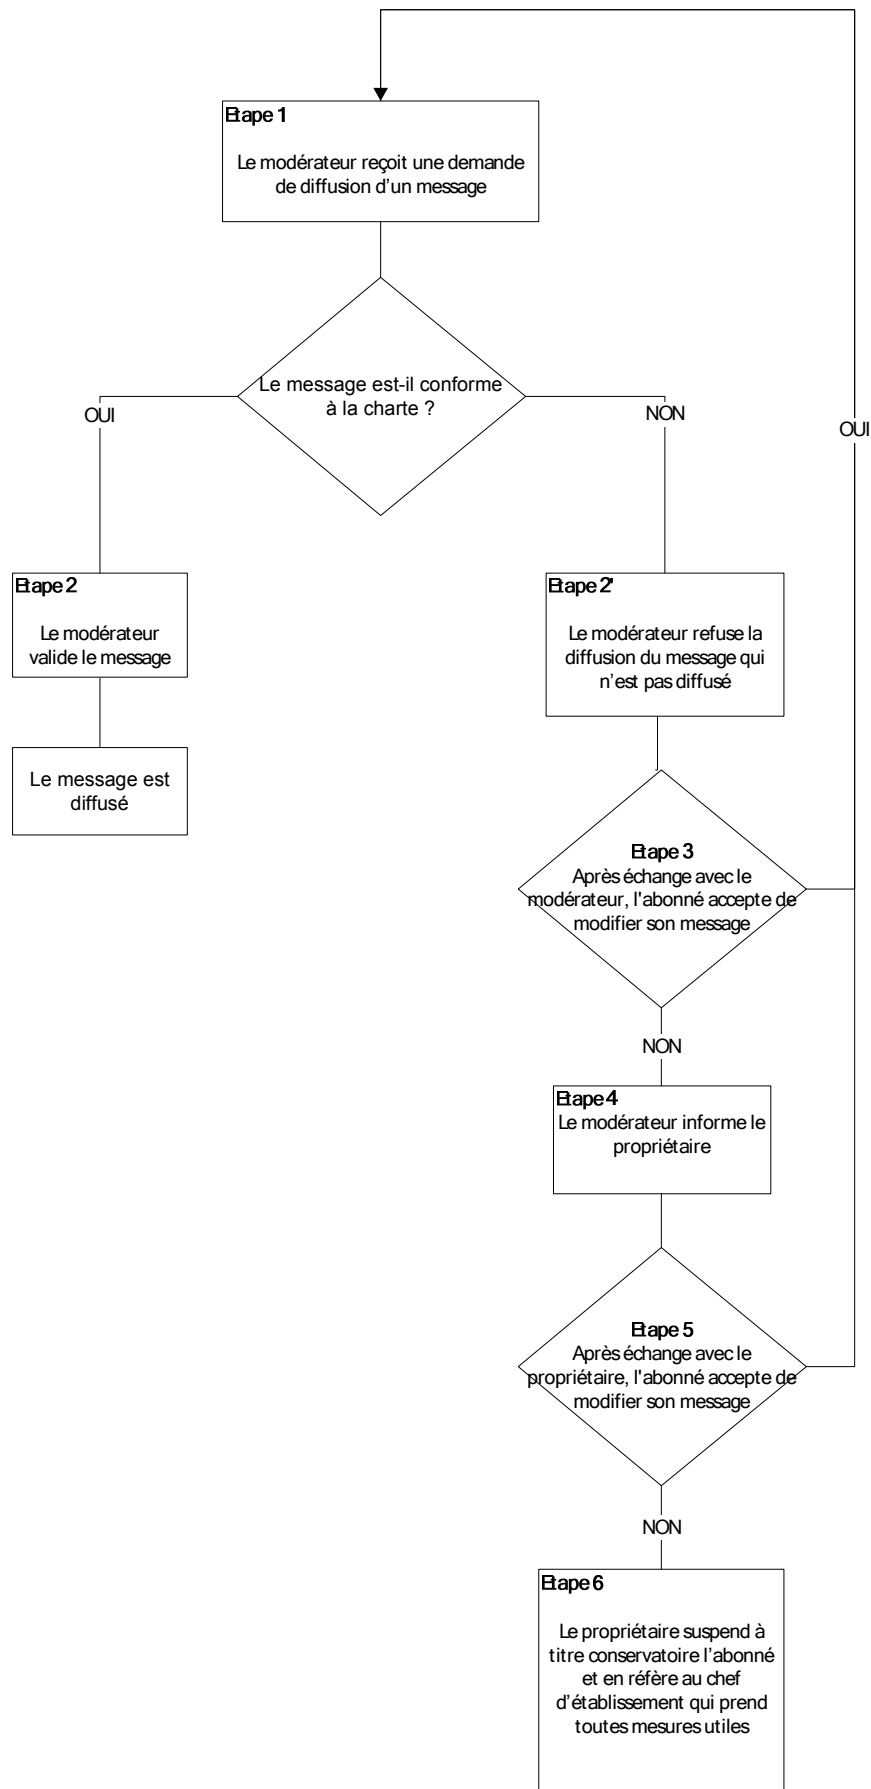 Etape 1
Le modérateur reçoit une demande
de diffusion d'un message
Le message est-il conforme
à la charte ?
OUI
NON
OUI
Etape 2
Le modérateur
valide le message
Etape 2'
Le modérateur refuse la
diffusion du message qui
n'est pas diffusé
Le message est
diffusé
Etape 3
Après échange avec le
modérateur, l'abonné accepte de
modifier son message
NON
Etape 4
Le modérateur informe le
propriétaire
Etape 5
Après échange avec le
propriétaire, l'abonné accepte de
modifier son message
NON
Etape 6
Le propriétaire suspend à
titre conservatoire l'abonné
et en réfère au chef
d'établissement qui prend
toutes mesures utiles